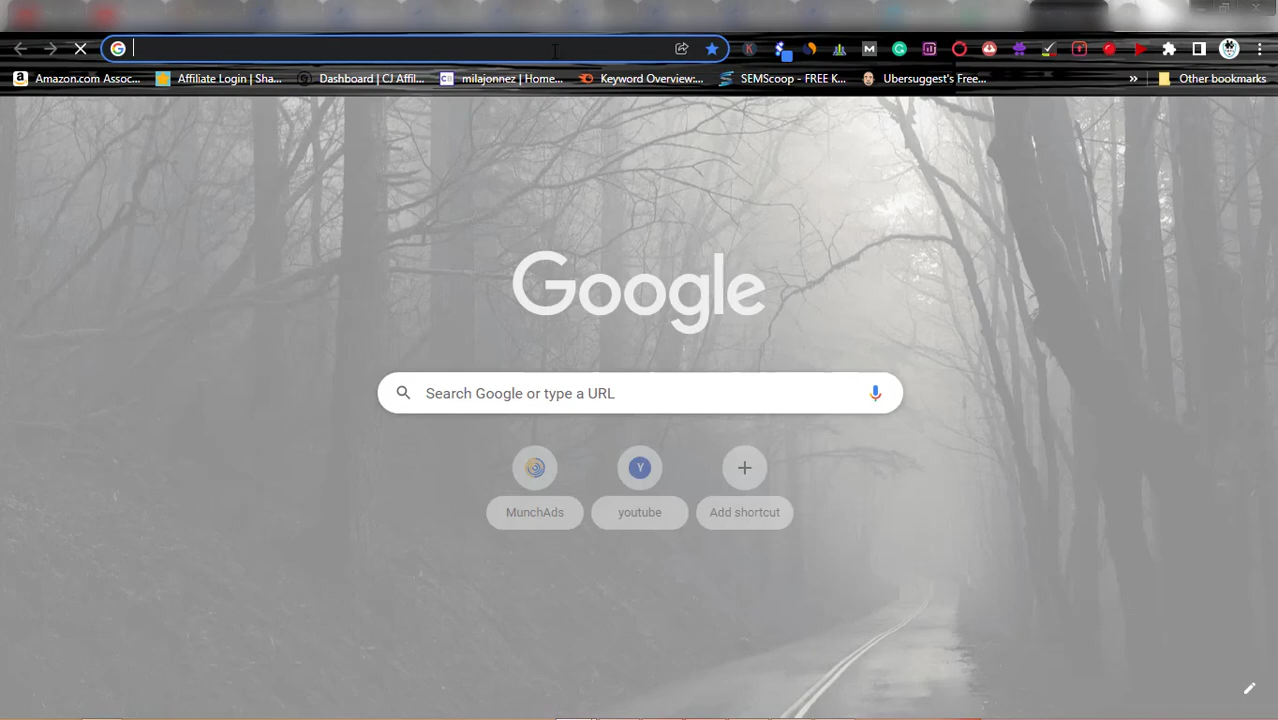 Amazon.com Assoc... Affiliate Login | Sha... Dashboard | CJ Affil... milajonnez | Home... Keyword Overview:... SEMScoop - FREE K... Ubersuggest's Free... » Other bookmarks
Google
Search Google or type a URL
Y
MunchAds youtube Add shortcut